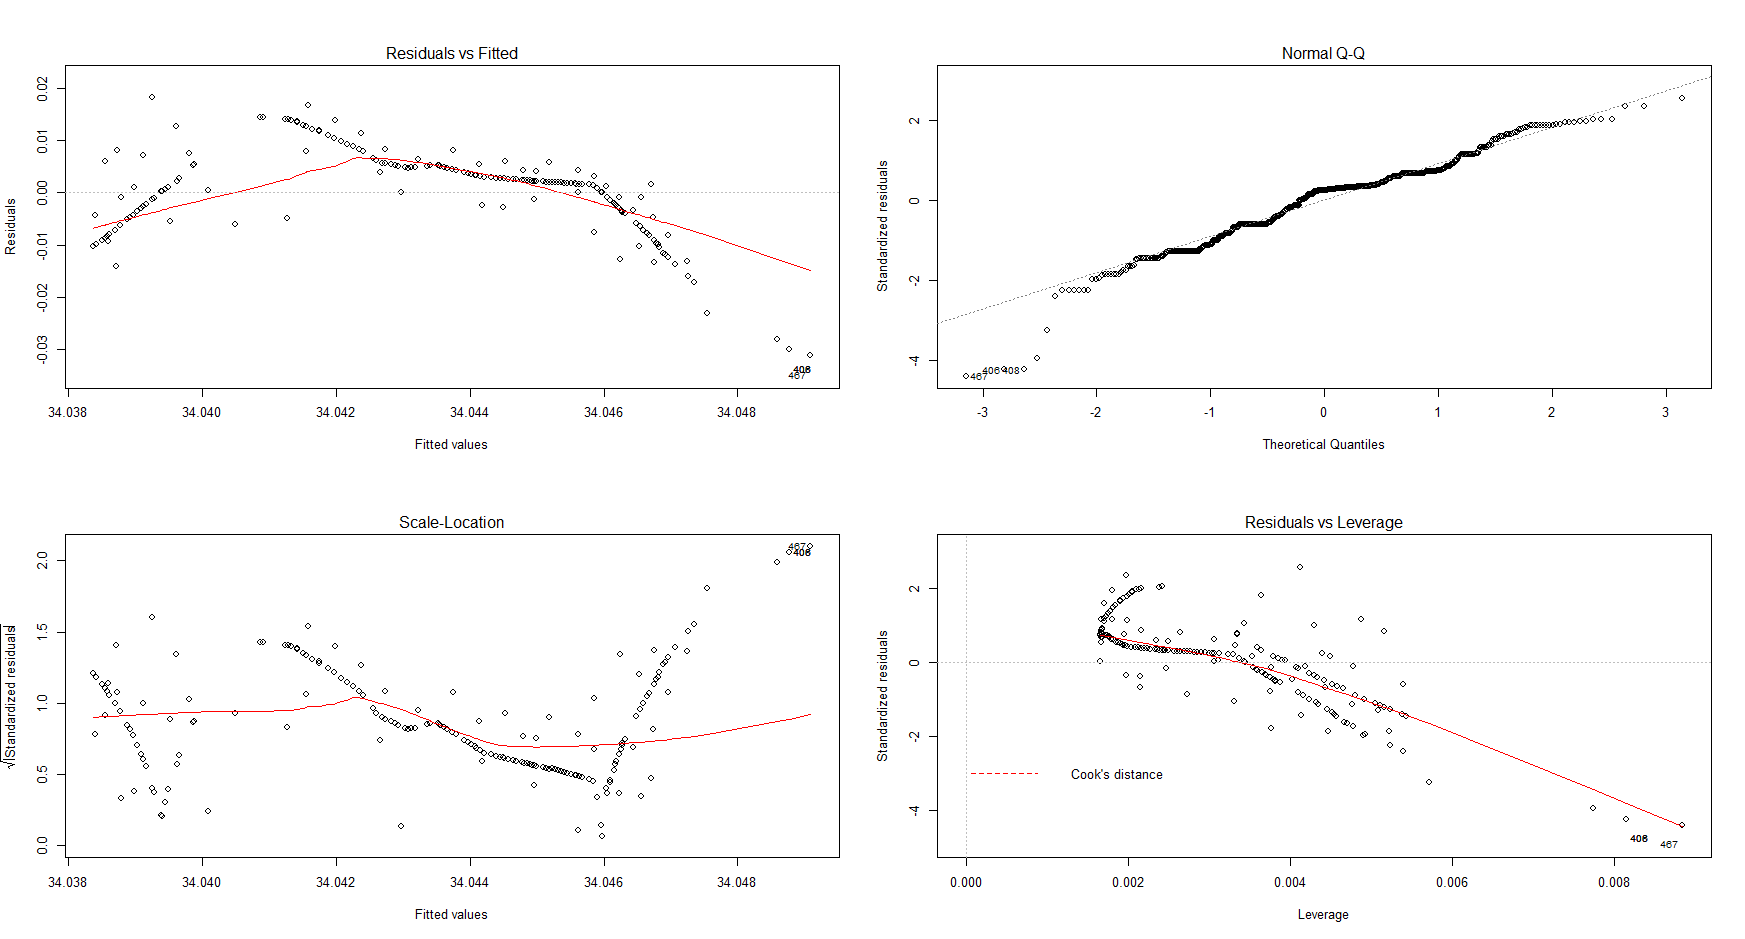 Residuals vs Fitted
Residuals
0.02
0.01
0.00
-0.01
-0.02
-0.03
406
408
467
34.038 34.040 34.042 34.044 34.046 34.048
Fitted values
Normal Q-Q
Standardized residuals
2
0
-2
-4
467 406 408
-3 -2 -1 0 1 2 3
Theoretical Quantiles
Scale-Location
√|Standardized residuals|
2.0
1.5
1.0
0.5
0.0
467
406
408
34.038 34.040 34.042 34.044 34.046 34.048
Fitted values
Residuals vs Leverage
Standardized residuals
2
0
-2
-4
Cook's distance
406
408
467
0.000 0.002 0.004 0.006 0.008
Leverage